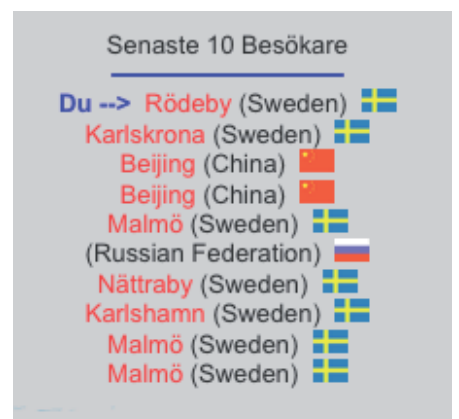 Senaste 10 Besökare
Du --> Rödeby (Sweden)
Karlskrona (Sweden)
Beijing (China)
Beijing (China)
Malmö (Sweden)
(Russian Federation)
Nättraby (Sweden)
Karlshamn (Sweden)
Malmö (Sweden)
Malmö (Sweden)